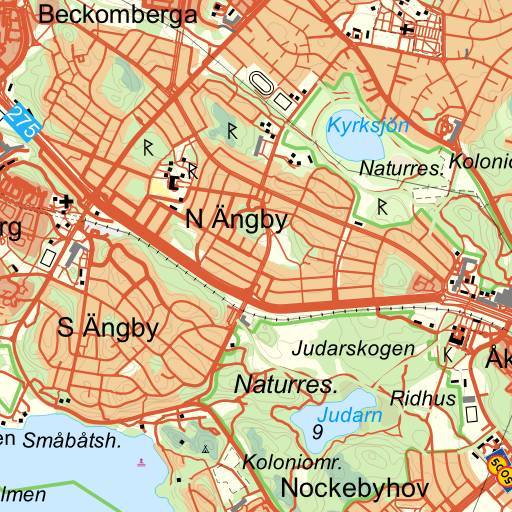 Beckomberga
275
Kyrksjön
Naturres.
Kolonio
R
R
R
R
N Ängby
rg
S Ängby
Judarskogen
Åk
K
Naturres.
Ridhus
Judarn
9
en
Småbåtsh.
Koloniomr.
lmen
Nockebyhov